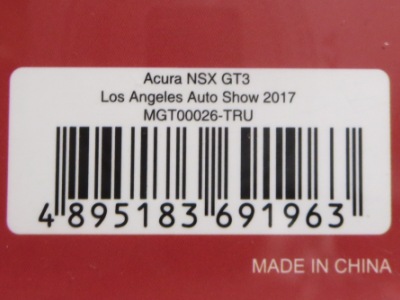 Acura NSX GT3
Los Angeles Auto Show 2017
MGT00026-TRU
4 895183 691963
MADE IN CHINA